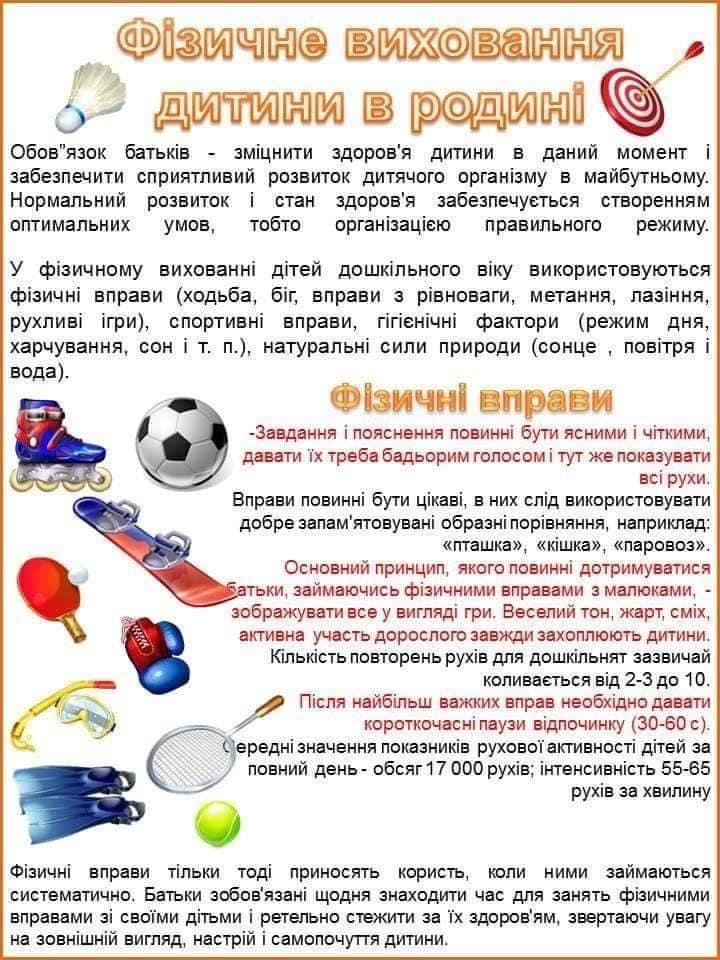 Фізичне виховання
дитини в родині
Обов"язок батьків - зміцнити здоров'я дитини в даний момент і
забезпечити сприятливий розвиток дитячого організму в майбутньому.
Нормальний розвиток і стан здоров'я забезпечується створенням
оптимальних умов, тобто організацією правильного режиму.
У фізичному вихованні дітей дошкільного віку використовуються
фізичні вправи (ходьба, біг, вправи з рівноваги, метання, лазіння,
рухливі ігри), спортивні вправи, гігієнічні фактори (режим дня,
харчування, сон і т. п.), натуральні сили природи (сонце , повітря і
вода).
Фізичні вправи
-Завдання і пояснення повинні бути ясними і чіткими,
давати їх треба бадьорим голосом і тут же показувати
всі рухи.
Вправи повинні бути цікаві, в них слід використовувати
добре запам'ятовувані образні порівняння, наприклад:
«пташка», «кішка», «паровоз».
Основний принцип, якого повинні дотримуватися
батьки, займаючись фізичними вправами з малюками, -
зображувати все у вигляді гри. Веселий тон, жарт, сміх,
активна участь дорослого завжди захоплюють дитини.
Кількість повторень рухів для дошкільнят зазвичай
коливається від 2-3 до 10.
Після найбільш важких вправ необхідно давати
короткочасні паузи відпочинку (30-60 с).
Середні значення показників рухової активності дітей за
повний день - обсяг 17 000 рухів; інтенсивність 55-65
рухів за хвилину
Фізичні вправи тільки тоді приносять користь, коли ними займаються
систематично. Батьки зобов'язані щодня знаходити час для занять фізичними
вправами зі своїми дітьми і ретельно стежити за їх здоров'ям, звертаючи увагу
на зовнішній вигляд, настрій і самопочуття дитини.